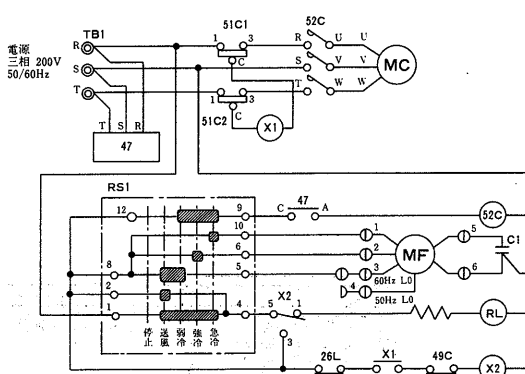 TB1
電源
三相 200V
50/60Hz
R
S
T
T S R
47
51C1
1 3
C
52C
R U U
S V V
T W W
MC
1 3
51C2 C
X1
RS1
12 9
10
6
8 5
2
1 4
停止 送風 弱冷 強冷 急冷
C 47 A
52C
1
2
3
4
60Hz LO
50Hz LO
MF
5
6
C1
X2
5 1
3
RL
26L X1 49C X2